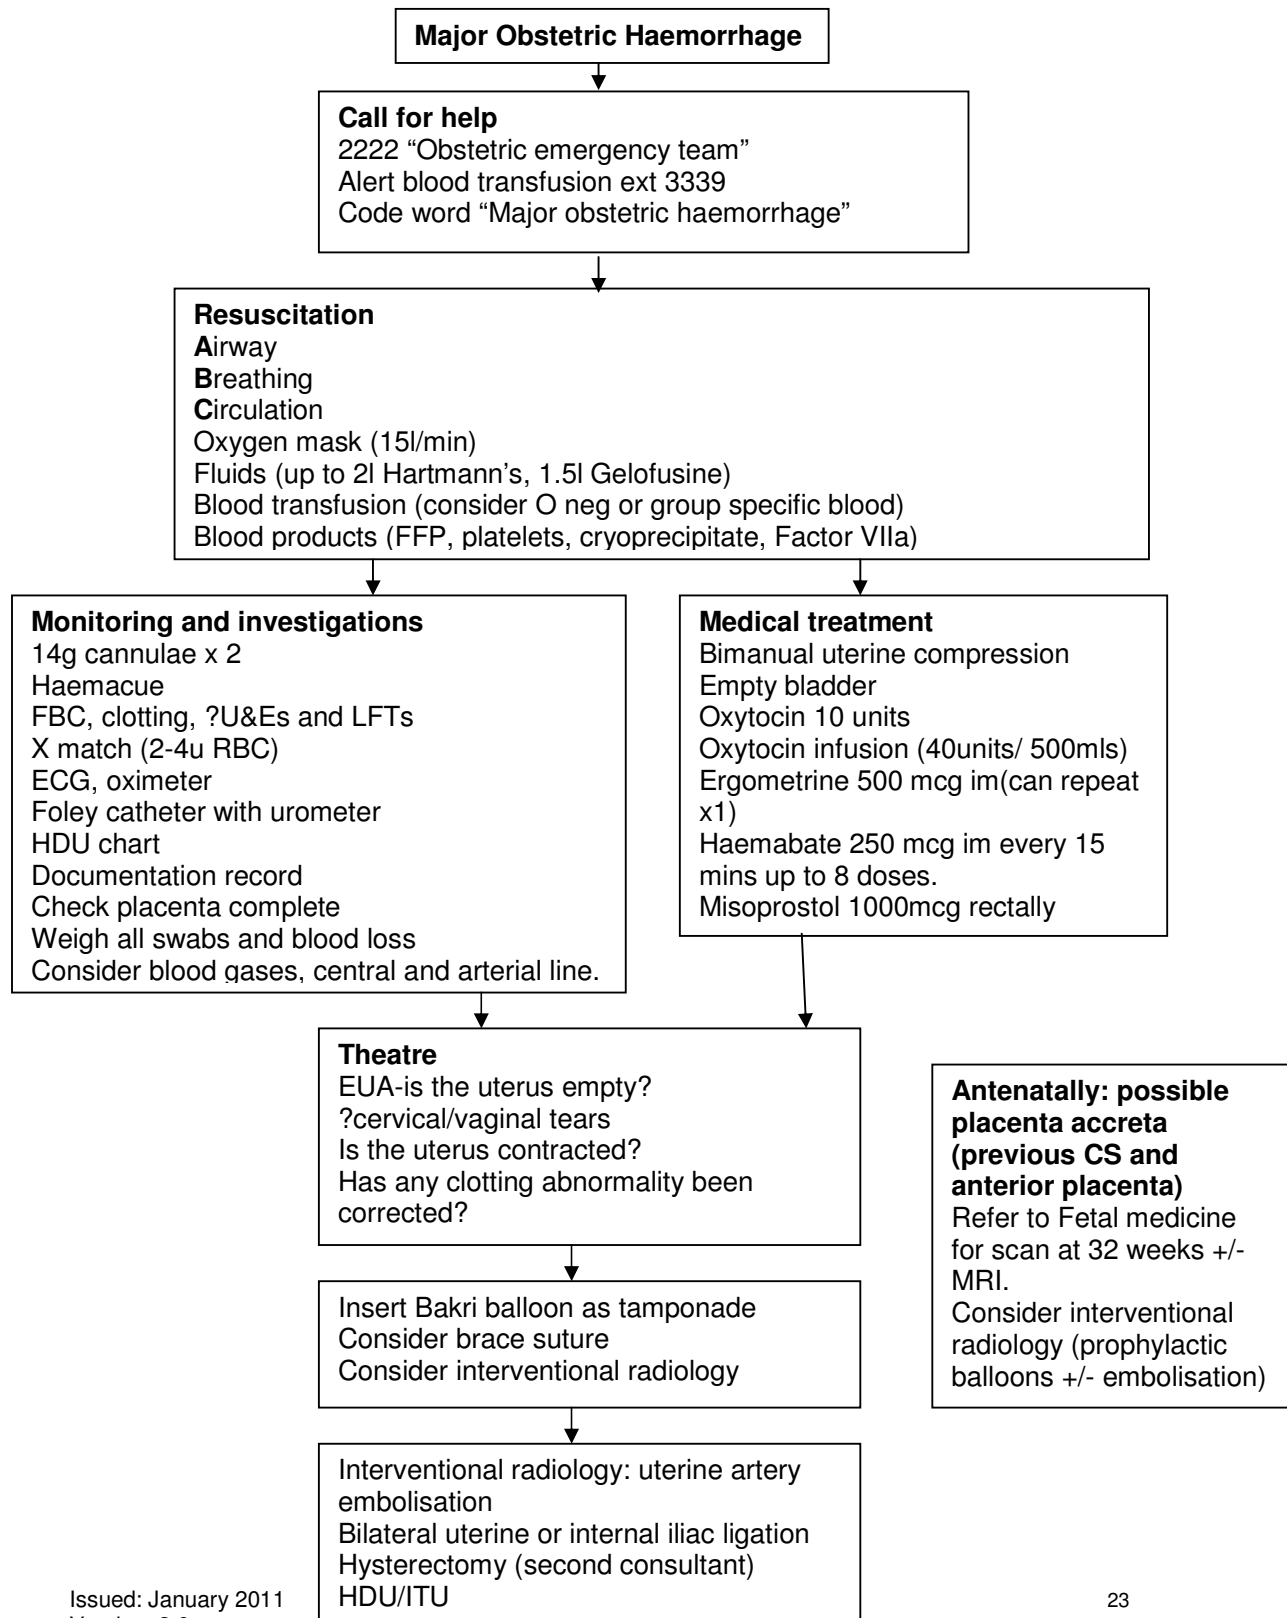 Major Obstetric Haemorrhage
Call for help
2222 “Obstetric emergency team”
Alert blood transfusion ext 3339
Code word “Major obstetric haemorrhage”
Resuscitation
Airway
Breathing
Circulation
Oxygen mask (15l/min)
Fluids (up to 2l Hartmann’s, 1.5l Gelofusine)
Blood transfusion (consider O neg or group specific blood)
Blood products (FFP, platelets, cryoprecipitate, Factor VIIa)
Monitoring and investigations
14g cannulae x 2
Haemacue
FBC, clotting, ?U&Es and LFTs
X match (2-4u RBC)
ECG, oximeter
Foley catheter with urometer
HDU chart
Documentation record
Check placenta complete
Weigh all swabs and blood loss
Consider blood gases, central and arterial line.
Medical treatment
Bimanual uterine compression
Empty bladder
Oxytocin 10 units
Oxytocin infusion (40units/ 500mls)
Ergometrine 500 mcg im(can repeat
x1)
Haemabate 250 mcg im every 15
mins up to 8 doses.
Misoprostol 1000mcg rectally
Theatre
EUA-is the uterus empty?
?cervical/vaginal tears
Is the uterus contracted?
Has any clotting abnormality been
corrected?
Antenatally: possible
placenta accreta
(previous CS and
anterior placenta)
Refer to Fetal medicine
for scan at 32 weeks +/-
MRI.
Consider interventional
radiology (prophylactic
balloons +/- embolisation)
Insert Bakri balloon as tamponade
Consider brace suture
Consider interventional radiology
Interventional radiology: uterine artery
embolisation
Bilateral uterine or internal iliac ligation
Hysterectomy (second consultant)
HDU/ITU
Issued: January 2011
23